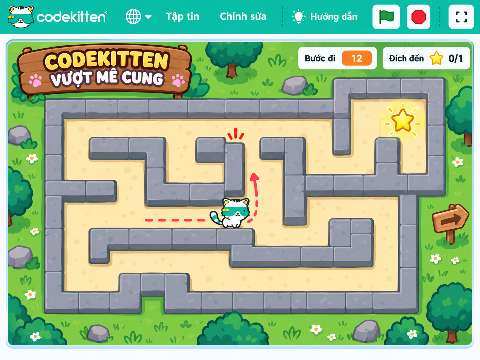 codekitten
Tập tin
Chỉnh sửa
Hướng dẫn
CODEKITTEN
VƯỢT MÊ CUNG
Bước đi 12
Đích đến 0/1